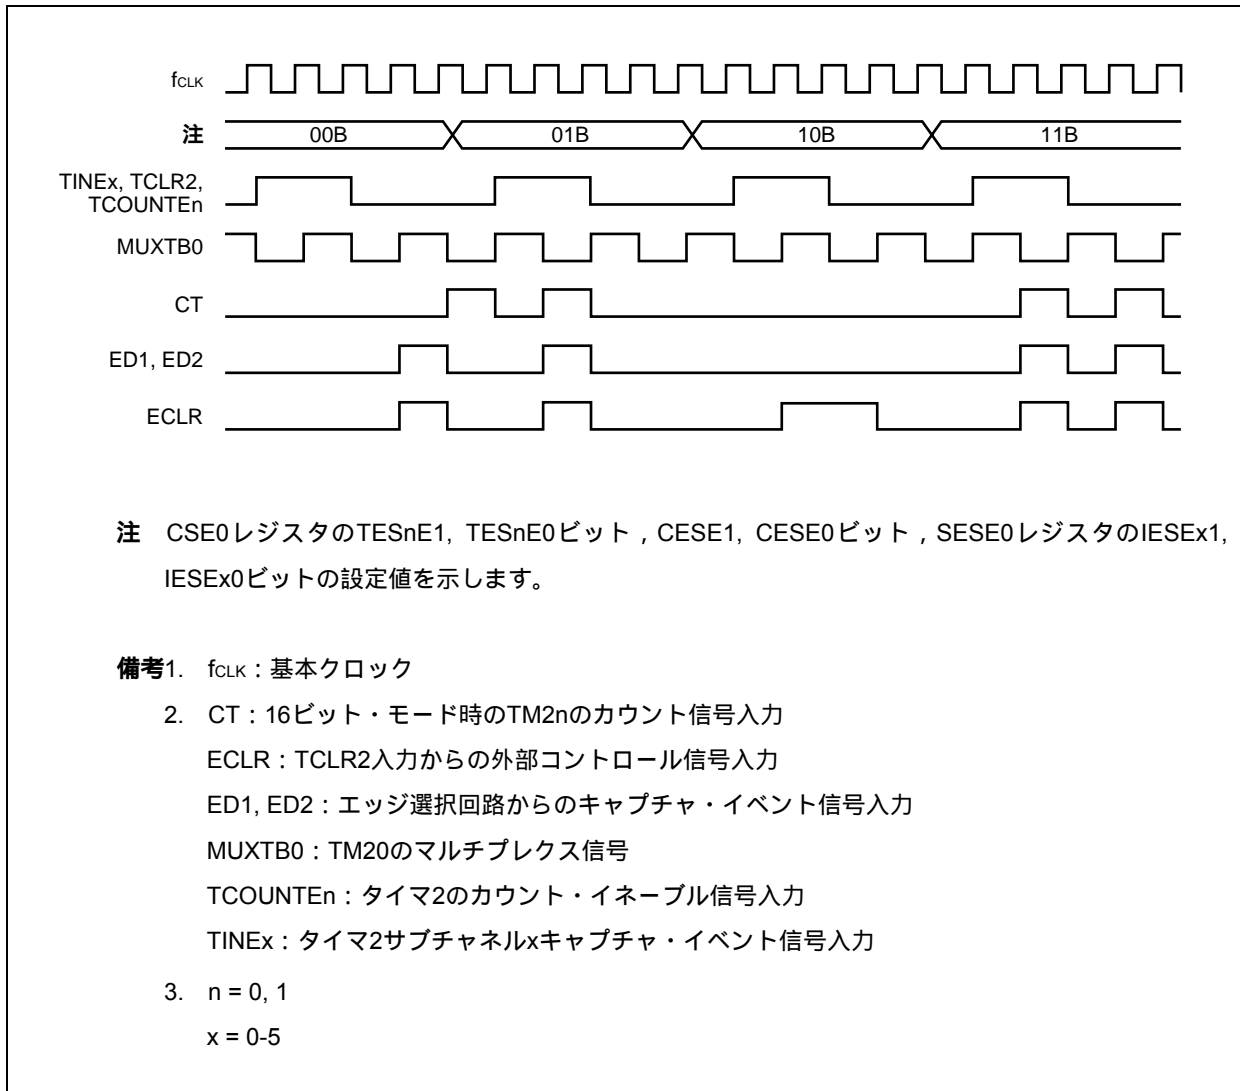 fCLK
注 00B 01B 10B 11B
TINEx, TCLR2,
TCOUNTEn
MUXTB0
CT
ED1, ED2
ECLR
注 CSE0レジスタのTESnE1, TESnE0ビット，CESE1, CESE0ビット，SESE0レジスタのIESEx1,
IESEx0ビットの設定値を示します。
備考1. fCLK：基本クロック
2. CT：16ビット・モード時のTM2nのカウント信号入力
ECLR：TCLR2入力からの外部コントロール信号入力
ED1, ED2：エッジ選択回路からのキャプチャ・イベント信号入力
MUXTB0：TM20のマルチプレクス信号
TCOUNTEn：タイマ2のカウント・イネーブル信号入力
TINEx：タイマ2サブチャネルxキャプチャ・イベント信号入力
3. n = 0, 1
x = 0-5